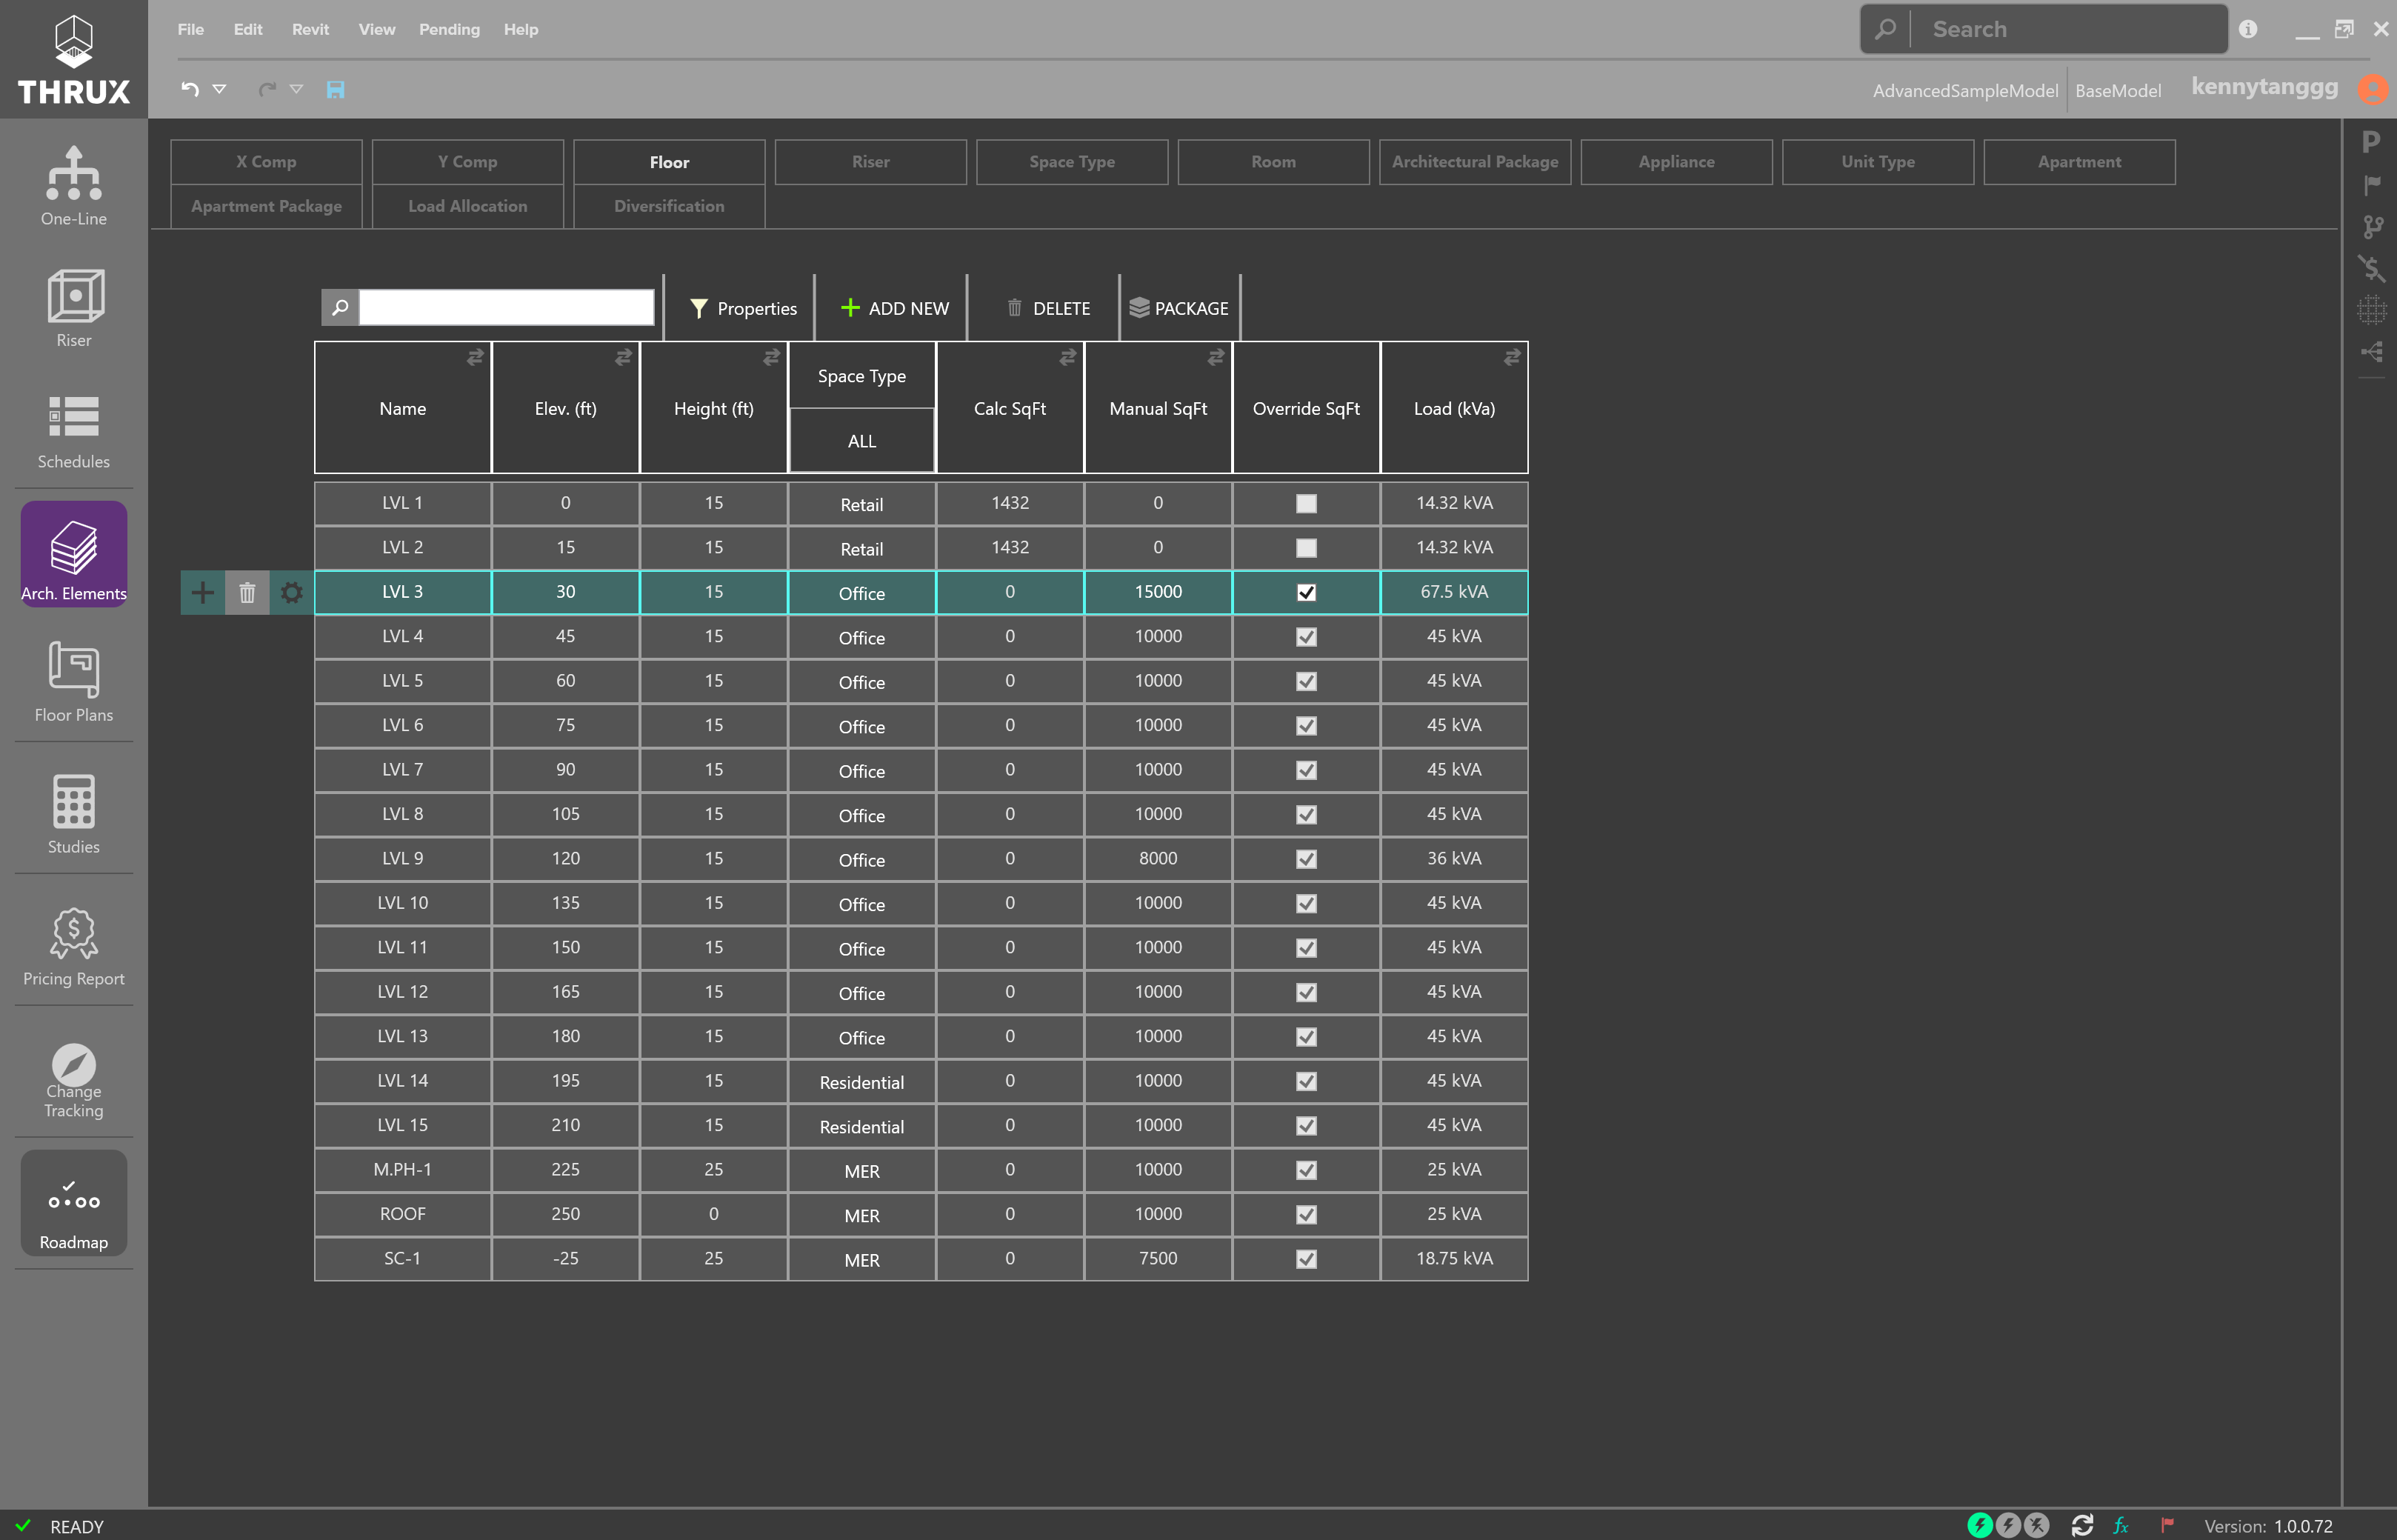 THRUX
File Edit Revit View Pending Help
Search
AdvancedSampleModel BaseModel kennytanggg
One-Line
Riser
Schedules
Arch. Elements
Floor Plans
Studies
Pricing Report
Change
Tracking
Roadmap
X Comp Y Comp Floor Riser Space Type Room Architectural Package Appliance Unit Type Apartment
Apartment Package Load Allocation Diversification
P
Properties ADD NEW DELETE PACKAGE
Name Elev. (ft) Height (ft) Space Type Calc SqFt Manual SqFt Override SqFt Load (kVa)
ALL
LVL 1 0 15 Retail 1432 0 14.32 kVA
LVL 2 15 15 Retail 1432 0 14.32 kVA
LVL 3 30 15 Office 0 15000 67.5 kVA
LVL 4 45 15 Office 0 10000 45 kVA
LVL 5 60 15 Office 0 10000 45 kVA
LVL 6 75 15 Office 0 10000 45 kVA
LVL 7 90 15 Office 0 10000 45 kVA
LVL 8 105 15 Office 0 10000 45 kVA
LVL 9 120 15 Office 0 8000 36 kVA
LVL 10 135 15 Office 0 10000 45 kVA
LVL 11 150 15 Office 0 10000 45 kVA
LVL 12 165 15 Office 0 10000 45 kVA
LVL 13 180 15 Office 0 10000 45 kVA
LVL 14 195 15 Residential 0 10000 45 kVA
LVL 15 210 15 Residential 0 10000 45 kVA
M.PH-1 225 25 MER 0 10000 25 kVA
ROOF 250 0 MER 0 10000 25 kVA
SC-1 -25 25 MER 0 7500 18.75 kVA
READY
fx
Version: 1.0.0.72